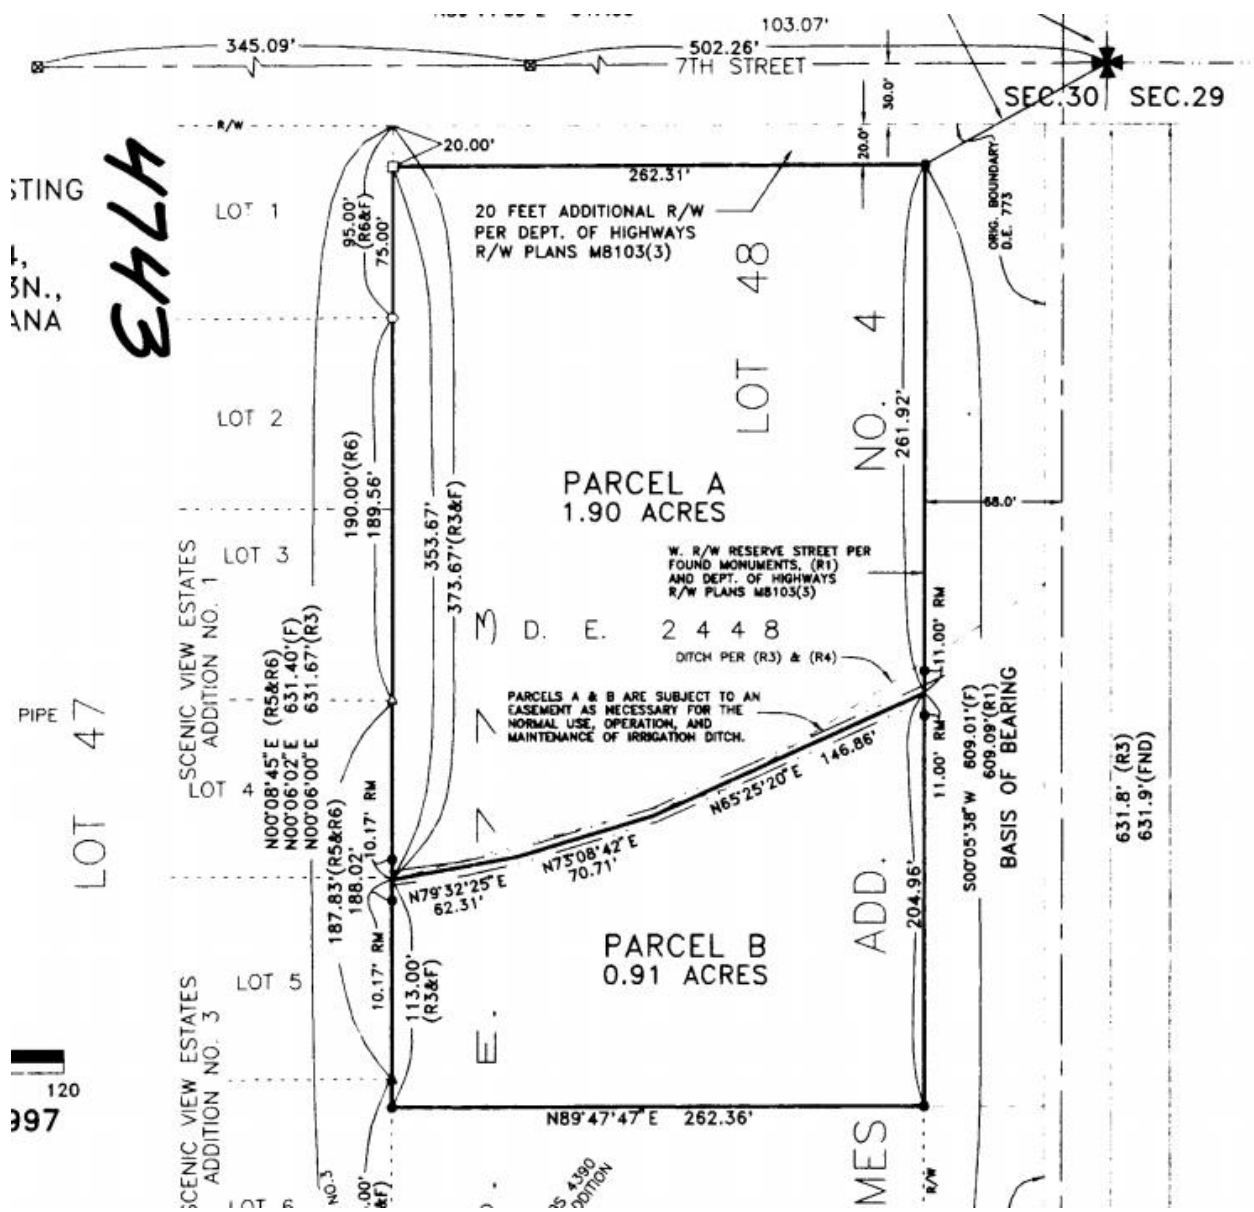 103.07'
345.09'
502.26'
7TH STREET
30.0'
SEC.30
SEC.29
R/W
20.00'
20.0'
262.31'
4743
STING
LOT 1
95.00'
(R6&F)
75.00'
20 FEET ADDITIONAL R/W
PER DEPT. OF HIGHWAYS
R/W PLANS M8103(3)
ORIG. BOUNDARY
D.E. 773
3N.,
ANA
LOT 48
NO. 4
261.92'
LOT 2
190.00'(R6)
189.56'
353.67'
373.67'(R3&F)
PARCEL A
1.90 ACRES
68.0'
LOT 3
W. R/W RESERVE STREET PER
FOUND MONUMENTS, (R1)
AND DEPT. OF HIGHWAYS
R/W PLANS M8103(3)
11.00' RM
SCENIC VIEW ESTATES
ADDITION NO. 1
D. E. 2448
DITCH PER (R3) & (R4)
N00°08'45"E (R5&R6)
N00°06'02"E 631.40'(F)
N00°06'00"E 631.67'(R3)
PARCELS A & B ARE SUBJECT TO AN
EASEMENT AS NECESSARY FOR THE
NORMAL USE, OPERATION, AND
MAINTENANCE OF IRRIGATION DITCH.
PIPE
LOT 47
LOT 4
N65°25'20"E 146.86'
11.00' RM
S00°05'38"W 609.01'(F)
609.09'(R1)
BASIS OF BEARING
631.8' (R3)
631.9'(FND)
10.17' RM
187.83'(R5&R6)
188.02'
N73°08'42"E
70.71'
N79°32'25"E
62.31'
E. 773
204.96'
ADD.
10.17' RM
113.00'
(R3&F)
PARCEL B
0.91 ACRES
LOT 5
SCENIC VIEW ESTATES
ADDITION NO. 3
120
997
N89°47'47"E 262.36'
MES
R/W
NO.3
.00'
&F)
LOT 6
4390
DDITION